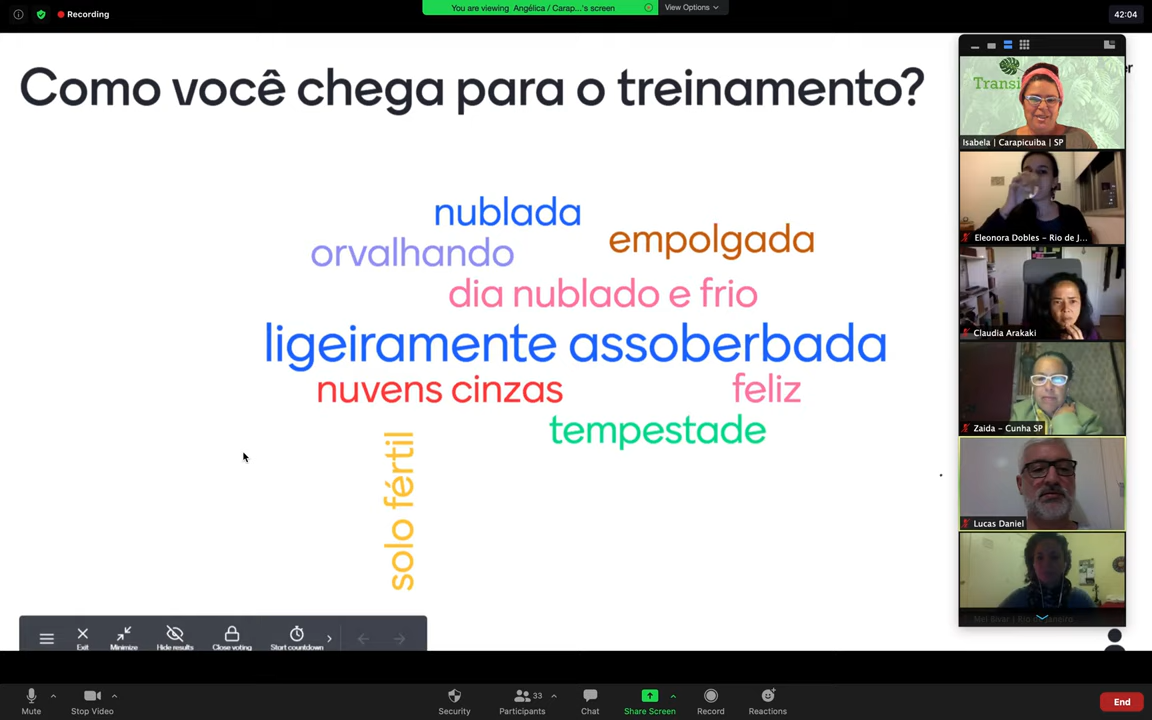 Recording
You are viewing Angélica / Carap...'s screen
View Options
42:04
Como você chega para o treinamento?
nublada
orvalhando
empolgada
dia nublado e frio
ligeiramente assoberbada
nuvens cinzas
feliz
tempestade
solo fértil
Transi
Isabela | Carapicuiba | SP
Eleonora Dobles – Rio de J...
Claudia Arakaki
Zaida – Cunha SP
Lucas Daniel
Exit
Minimize
Hide results
Close voting
Start countdown
Mute
Stop Video
Security
33
Participants
Chat
Share Screen
Record
Reactions
End